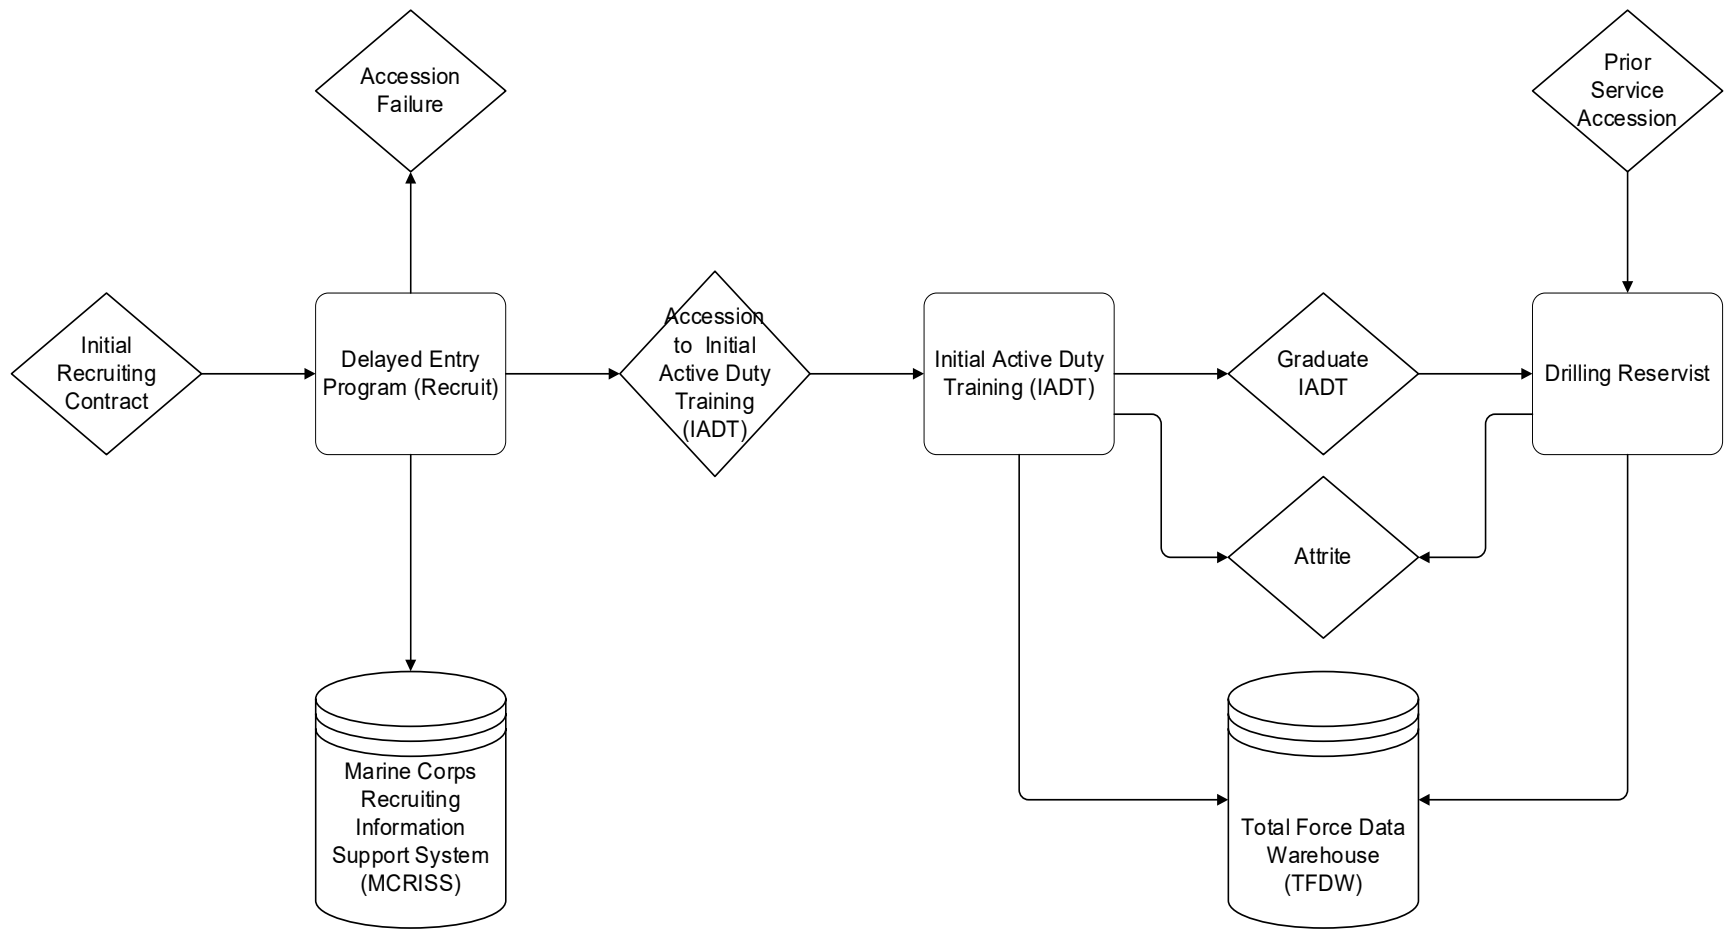 Accession
Failure
Prior
Service
Accession
Initial
Recruiting
Contract
Delayed Entry
Program (Recruit)
Accession
to  Initial
Active Duty
Training
(IADT)
Initial Active Duty
Training (IADT)
Graduate
IADT
Drilling Reservist
Attrite
Marine Corps
Recruiting
Information
Support System
(MCRISS)
Total Force Data
Warehouse
(TFDW)